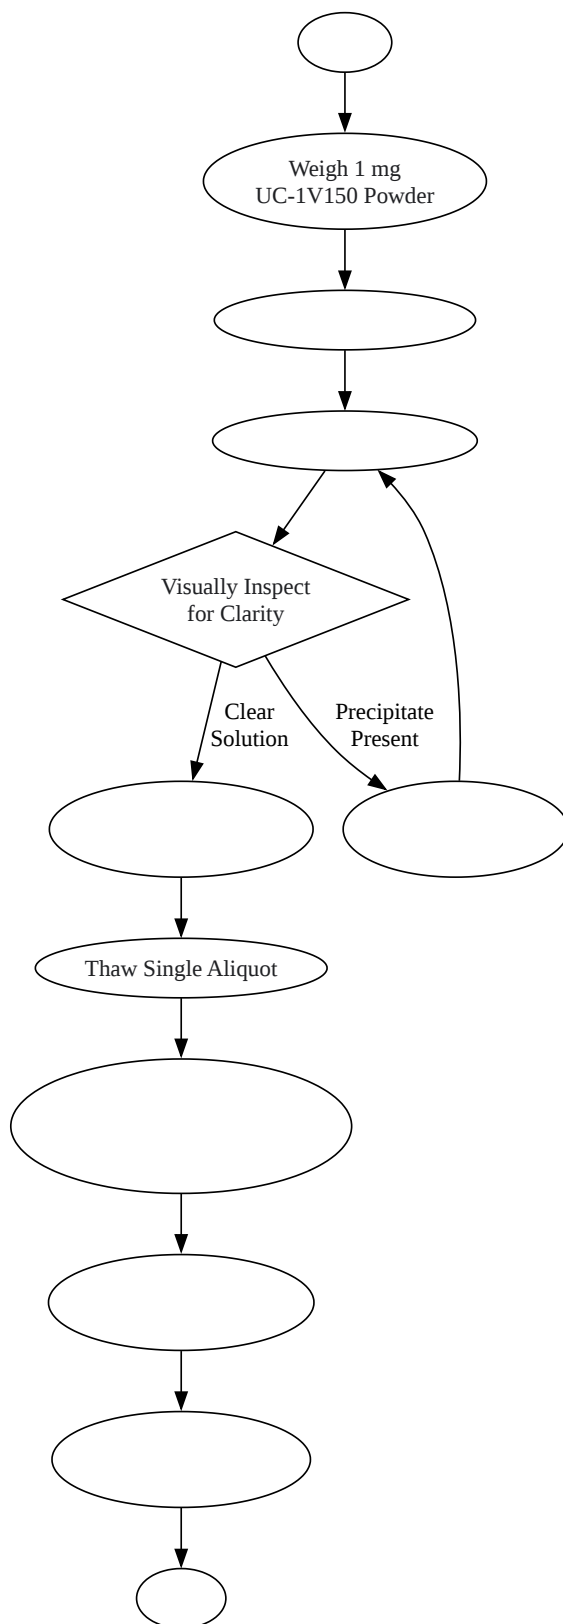 Weigh 1 mg
UC-1V150 Powder
Visually Inspect
for Clarity
Clear
Solution
Precipitate
Present
Thaw Single Aliquot